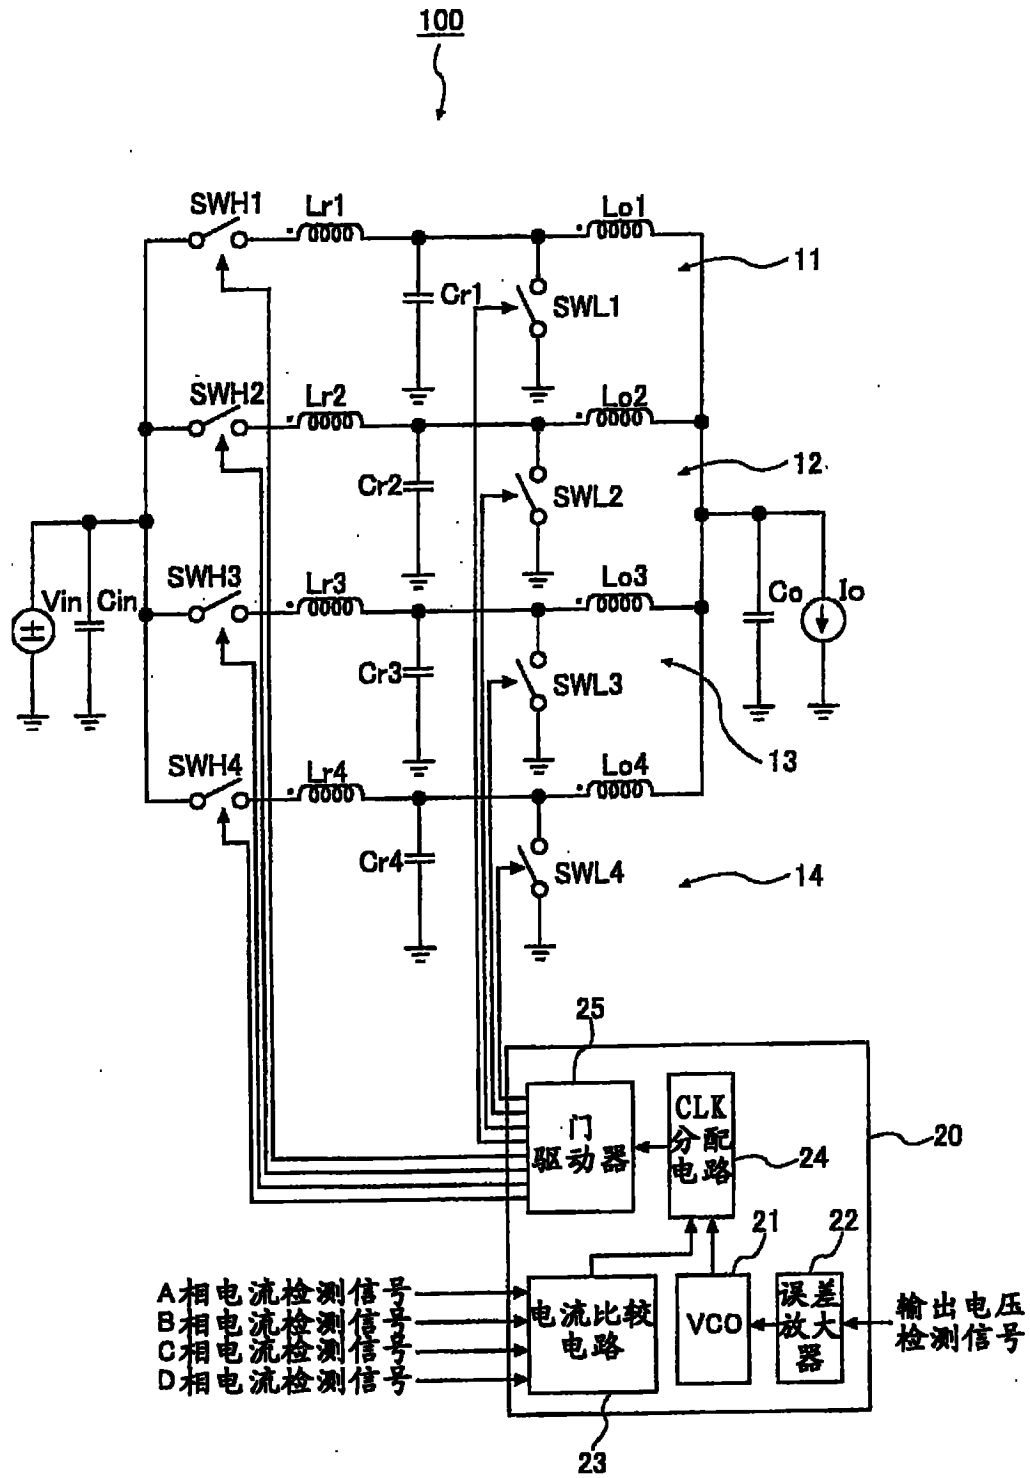 100
SWH1
Lr1
Lo1
11
Cr1
SWL1
SWH2
Lr2
Lo2
12
Cr2
SWL2
SWH3
Lr3
Lo3
Vin
Cin
Co
Io
Cr3
SWL3
13
SWH4
Lr4
Lo4
Cr4
SWL4
14
25
门
驱动器
CLK
分配
电路
24
20
21
22
A相电流检测信号
B相电流检测信号
C相电流检测信号
D相电流检测信号
电流比较
电路
VCO
误差
放大
器
输出电压
检测信号
23